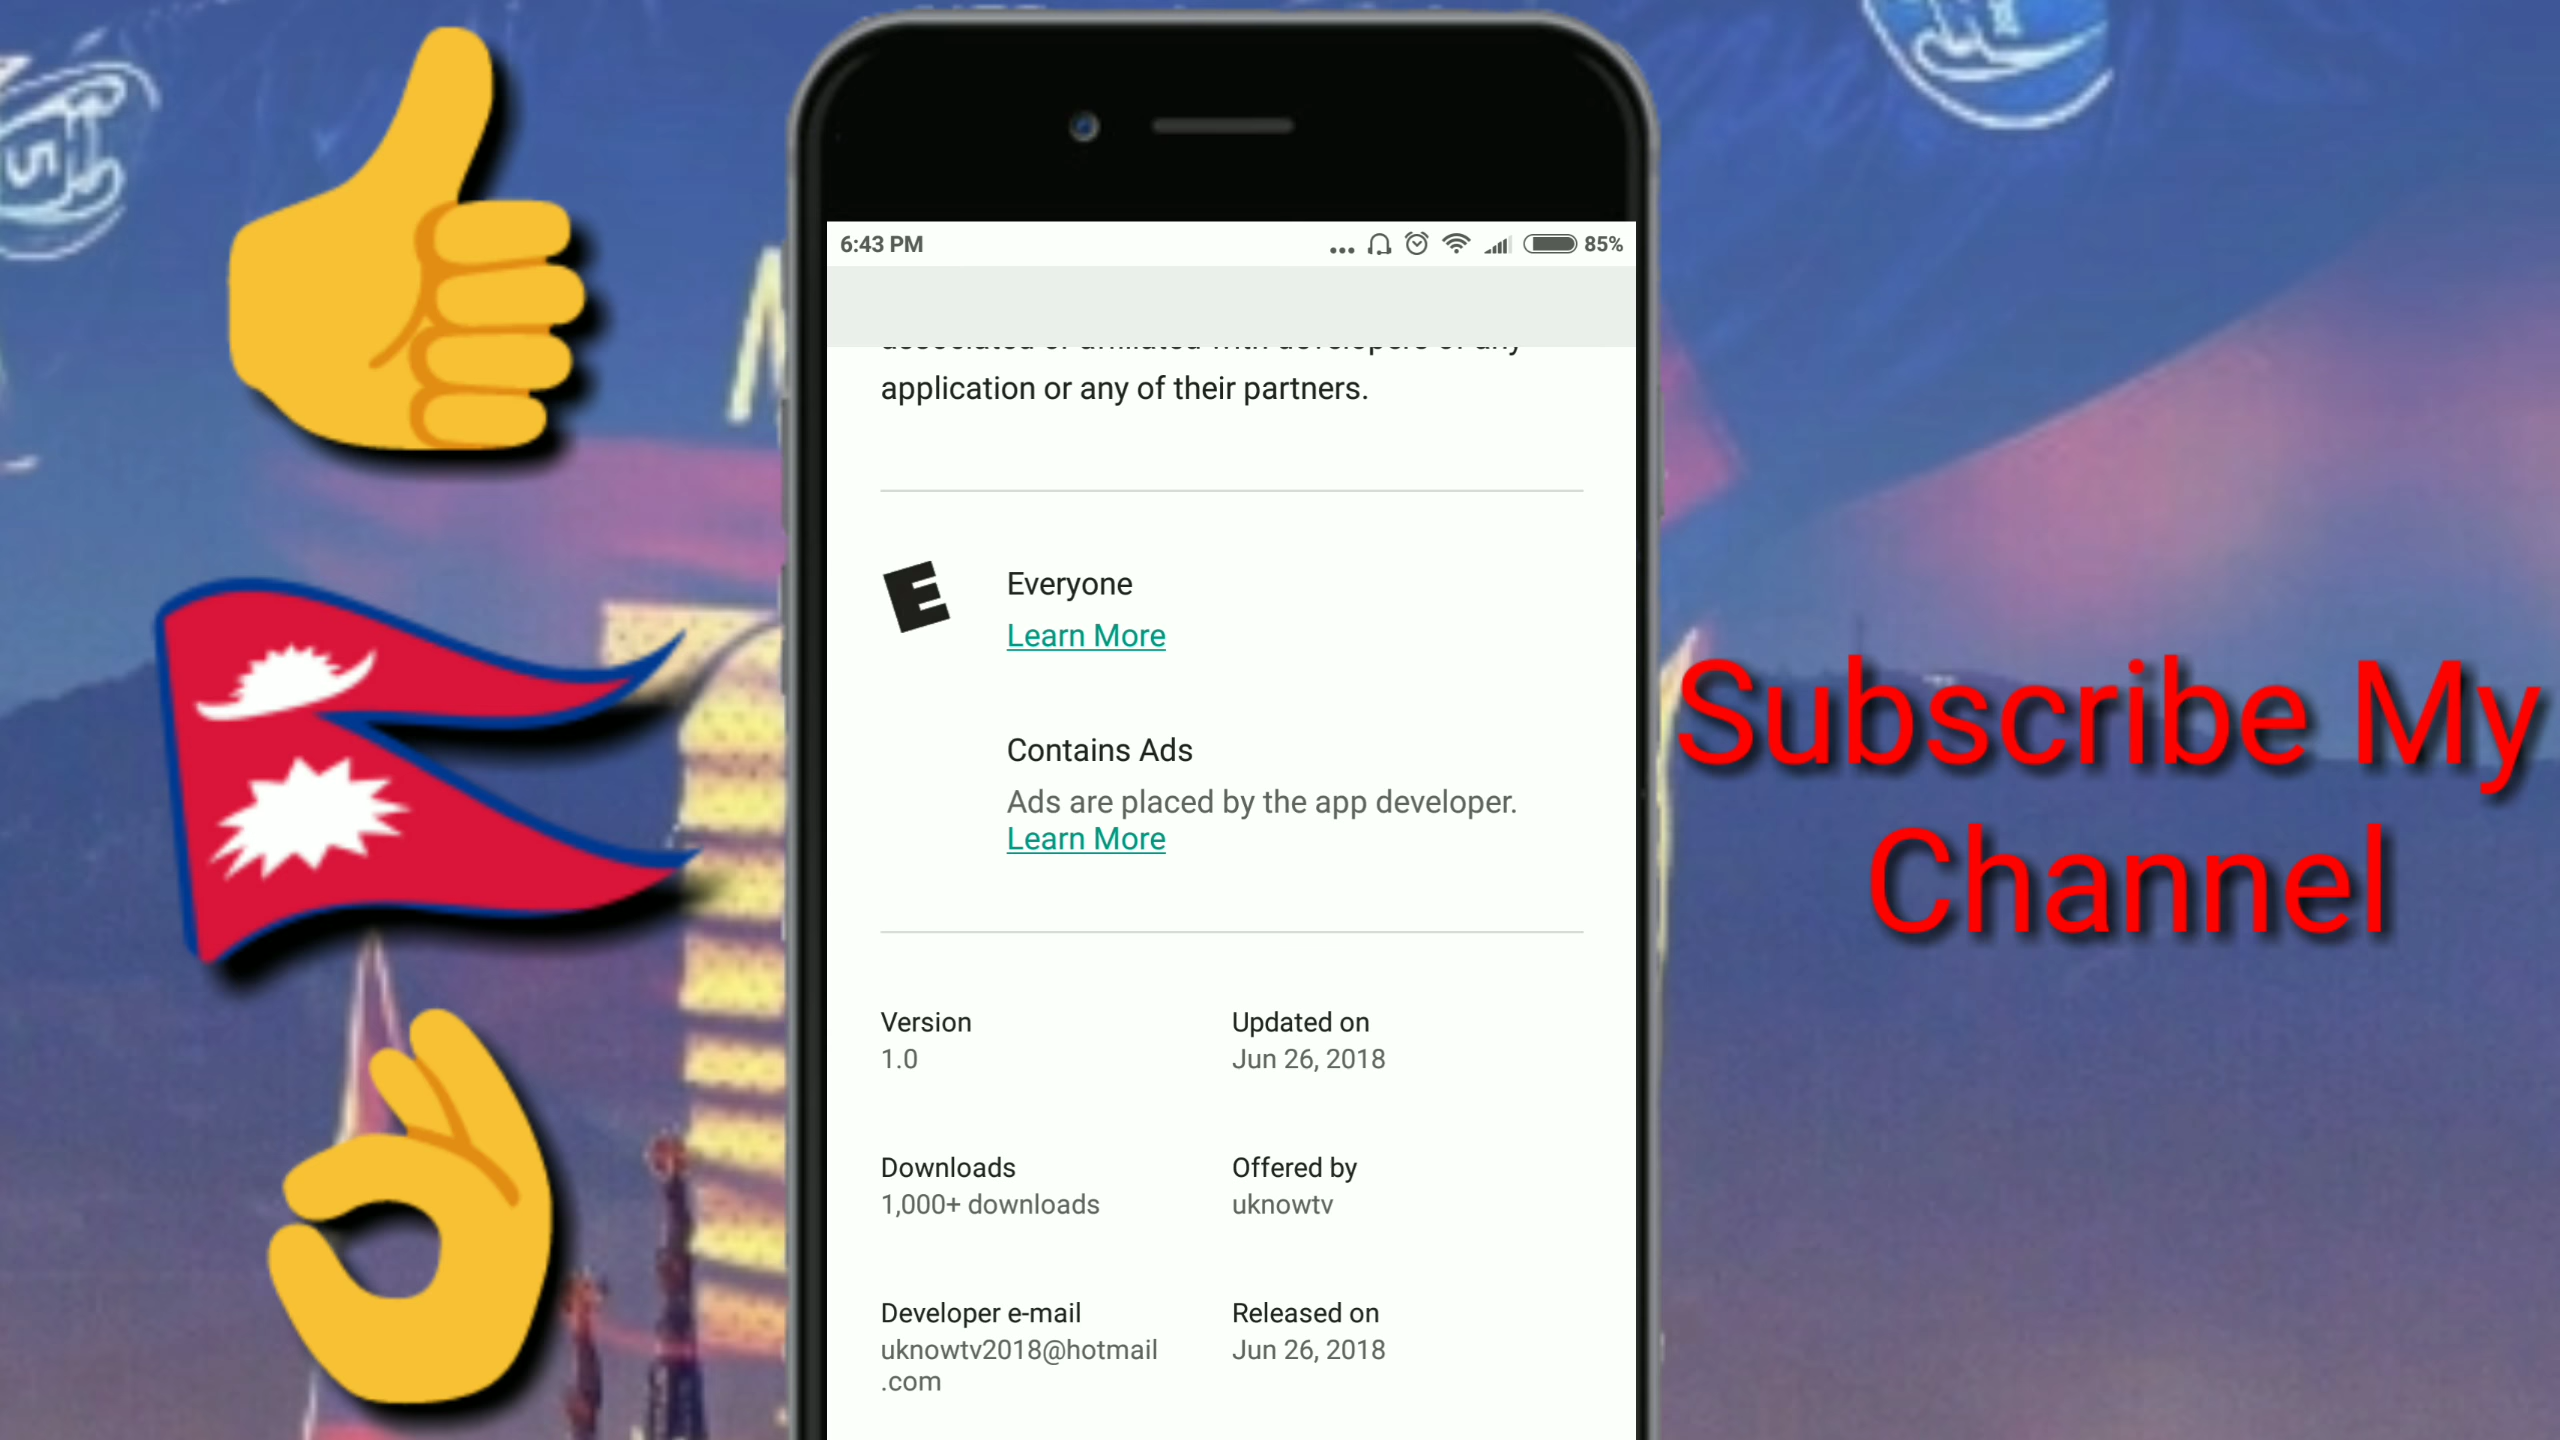 6:43 PM
85%
application or any of their partners.
E
Everyone
Learn More
Contains Ads
Ads are placed by the app developer.
Learn More
Version
1.0
Updated on
Jun 26, 2018
Downloads
1,000+ downloads
Offered by
uknowtv
Developer e-mail
uknowtv2018@hotmail
.com
Released on
Jun 26, 2018
Subscribe My
Channel